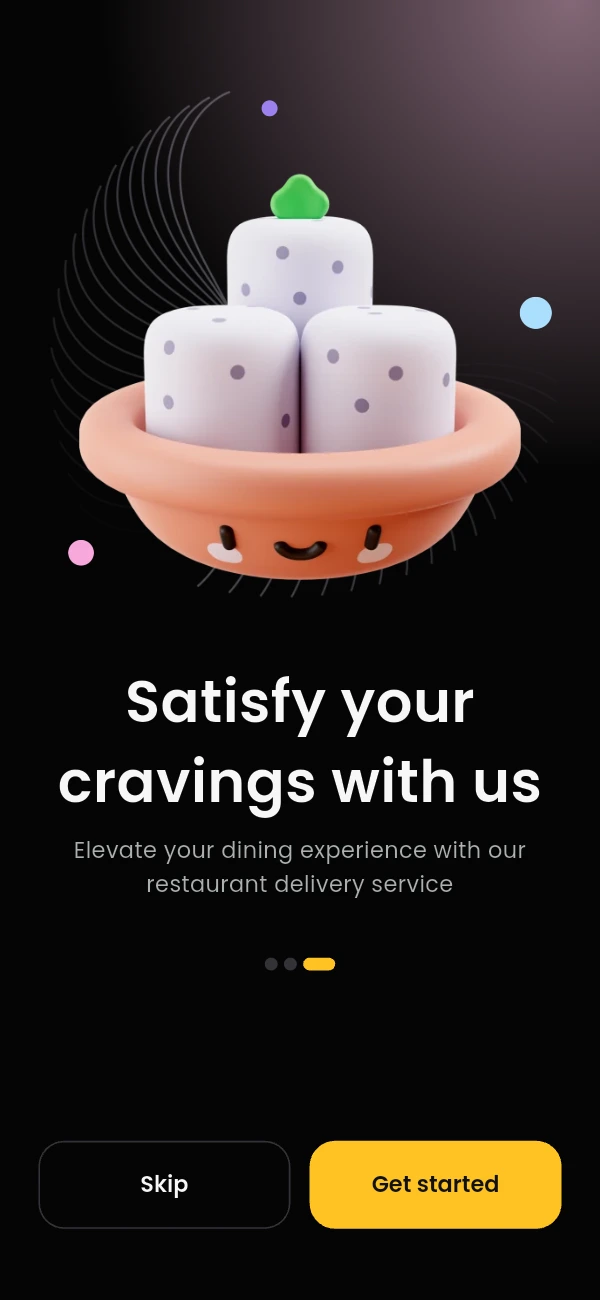 Satisfy your
cravings with us
Elevate your dining experience with our
restaurant delivery service
Skip
Get started